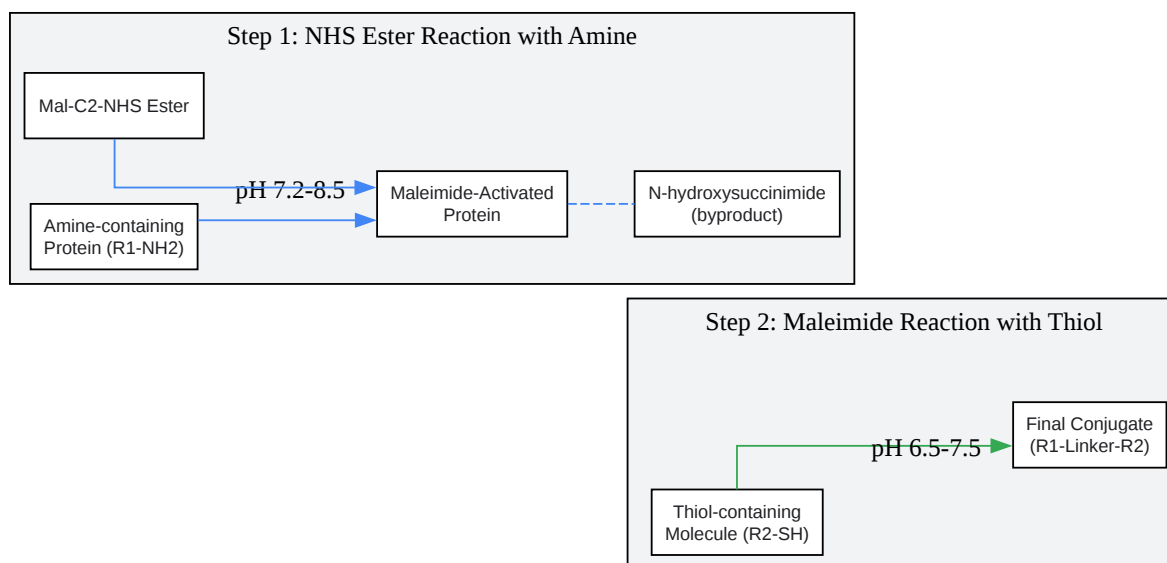 Step 1: NHS Ester Reaction with Amine
Mal-C2-NHS Ester
pH 7.2-8.5
Amine-containing
Protein (R1-NH2)
Maleimide-Activated
Protein
N-hydroxysuccinimide
(byproduct)
Step 2: Maleimide Reaction with Thiol
Final Conjugate
(R1-Linker-R2)
pH 6.5-7.5
Thiol-containing
Molecule (R2-SH)